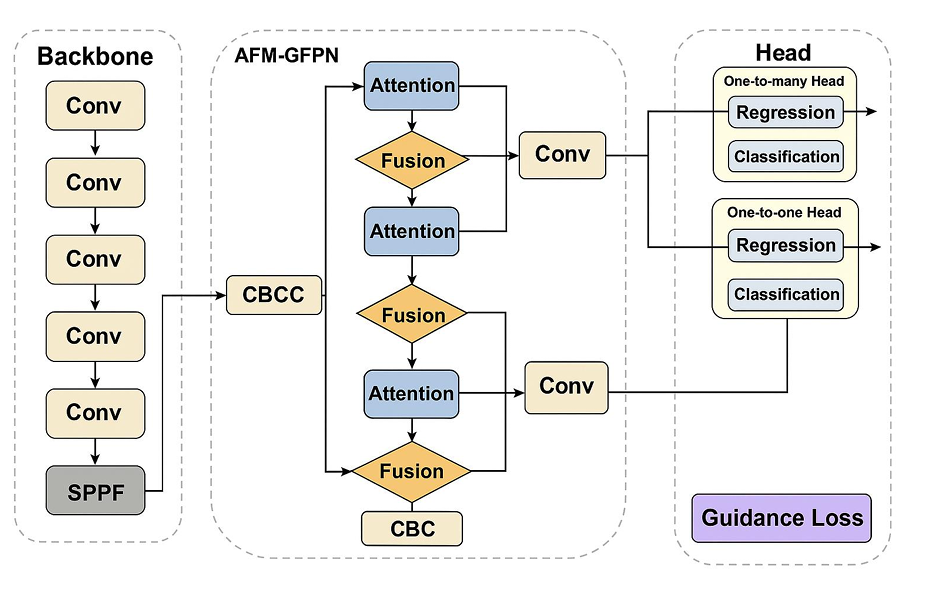 Backbone
Conv
Conv
Conv
Conv
Conv
SPPF
AFM-GFPN
CBCC
Attention
Fusion
Attention
Fusion
Attention
Fusion
CBC
Conv
Conv
Head
One-to-many Head
Regression
Classification
One-to-one Head
Regression
Classification
Guidance Loss